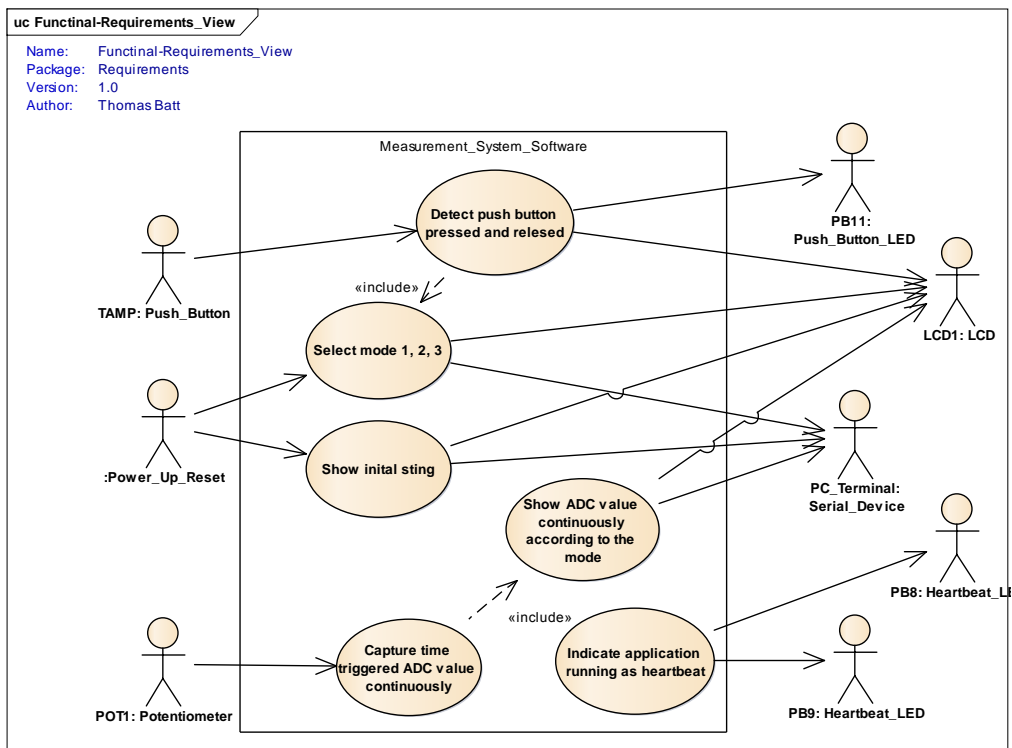 uc Functinal-Requirements_View
Name: Functinal-Requirements_View
Package: Requirements
Version: 1.0
Author: Thomas Batt
Measurement_System_Software
Detect push button
pressed and relesed
PB11:
Push_Button_LED
TAMP: Push_Button
«include»
Select mode 1, 2, 3
LCD1: LCD
:Power_Up_Reset
Show inital sting
PC_Terminal:
Serial_Device
Show ADC value
continuously
according to the
mode
PB8: Heartbeat_LE
«include»
Capture time
triggered ADC value
continuously
Indicate application
running as heartbeat
POT1: Potentiometer
PB9: Heartbeat_LED